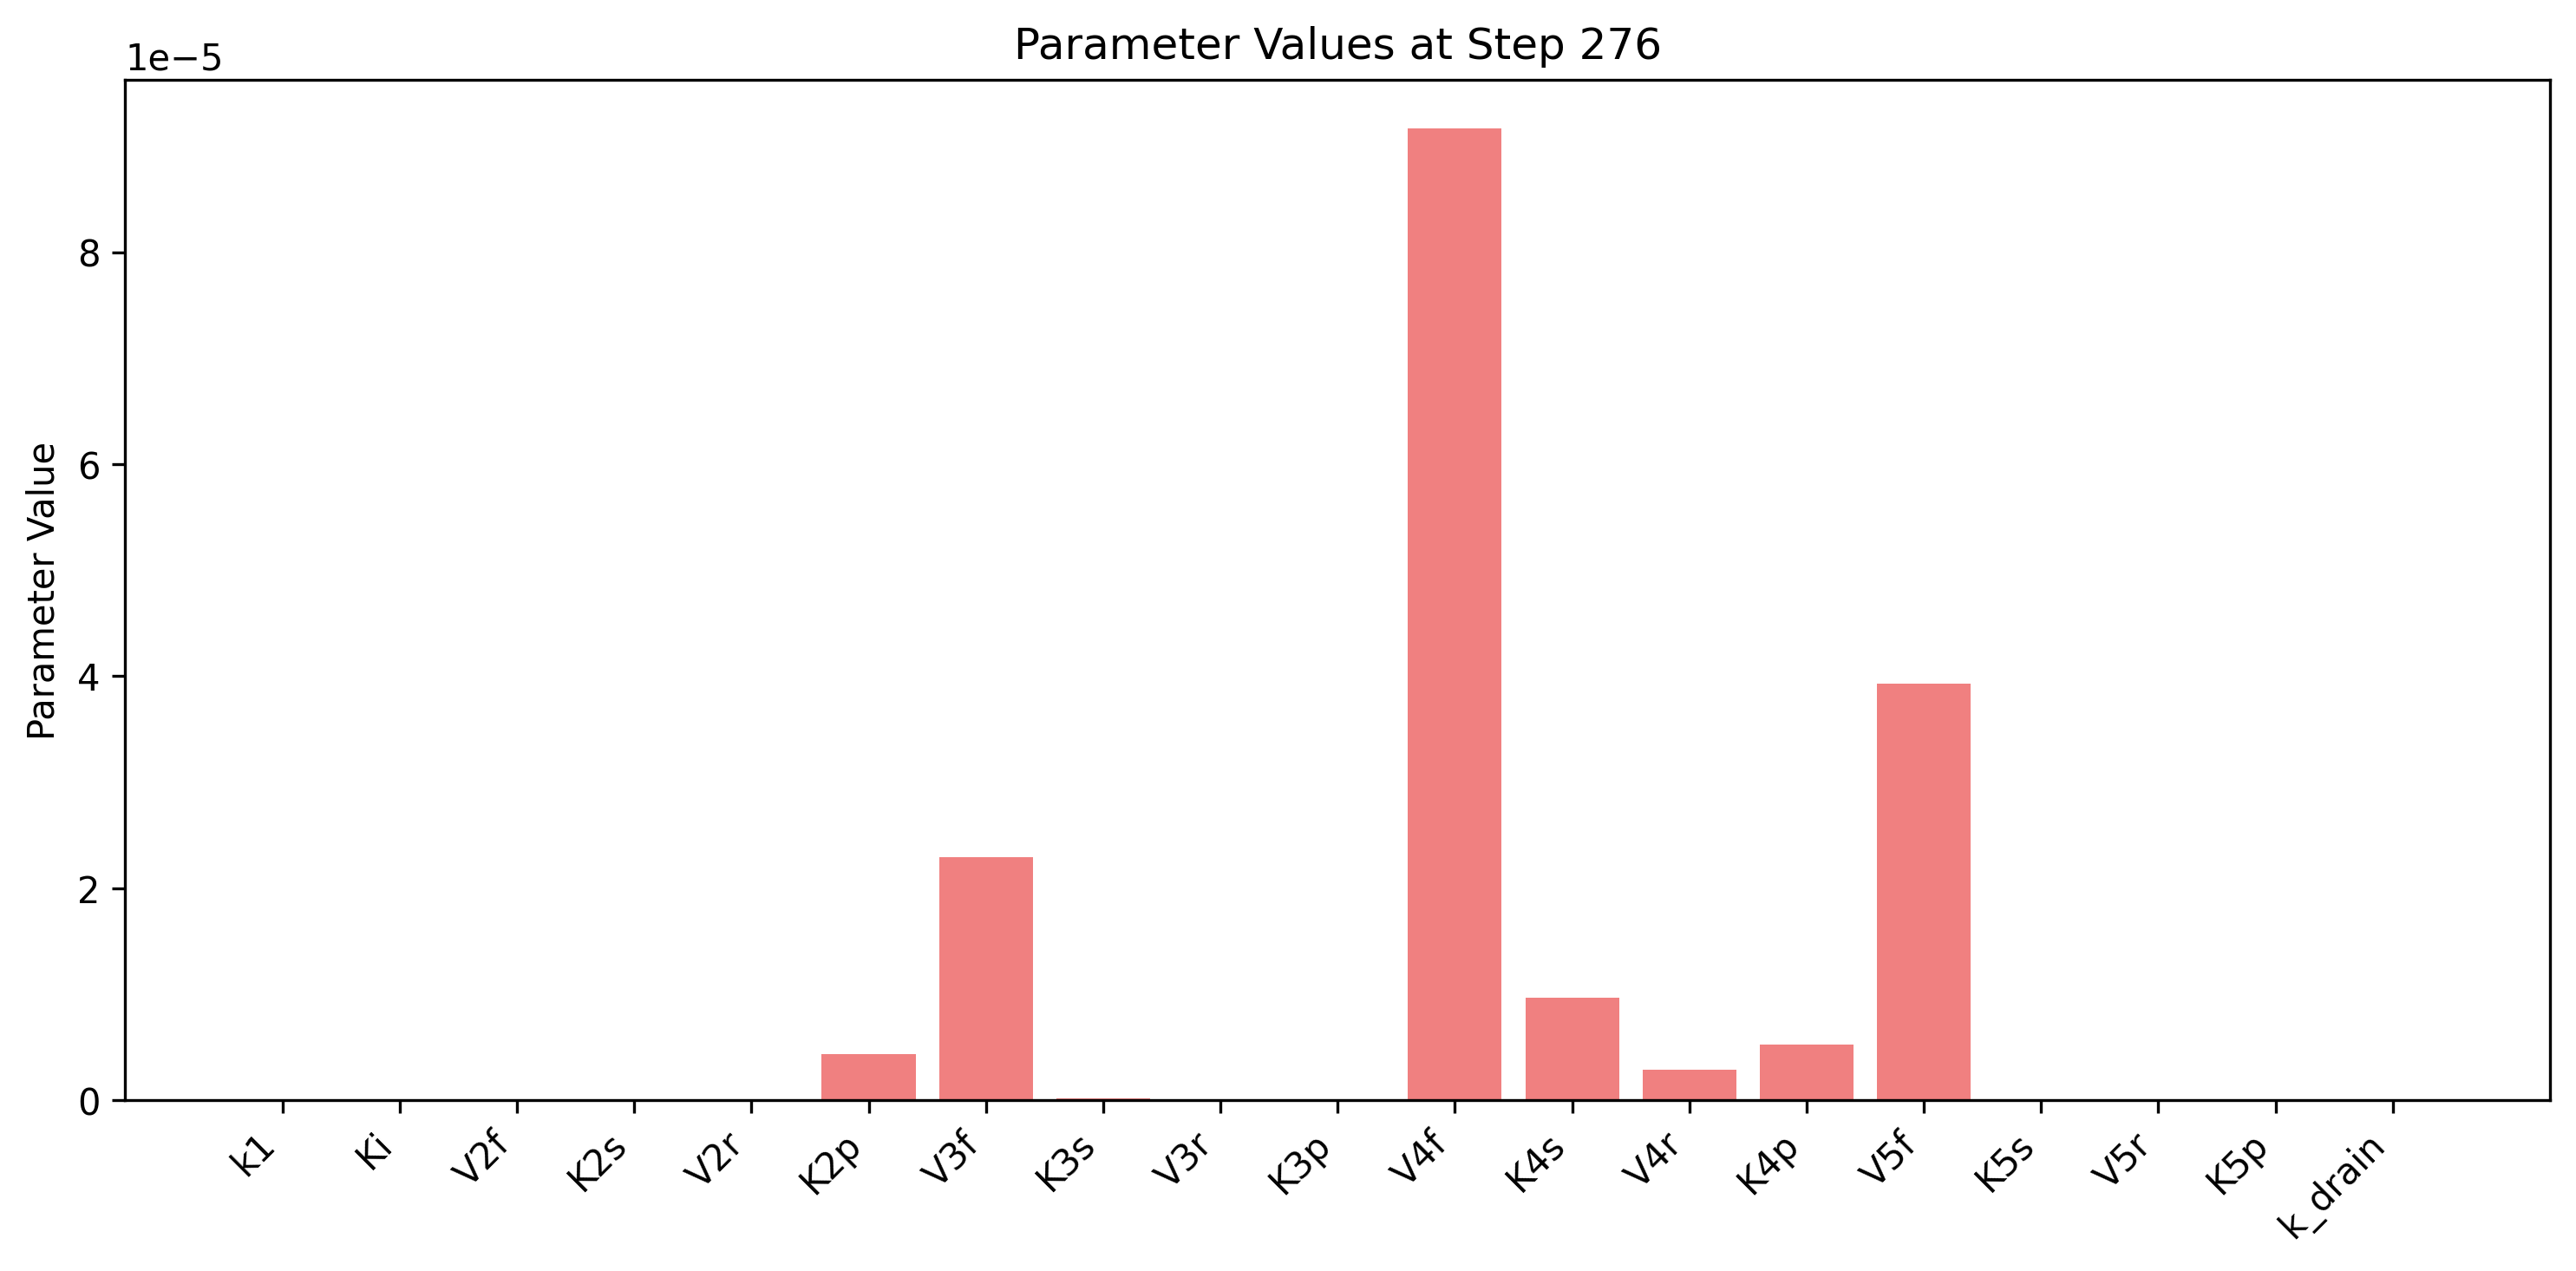 Parameter Values at Step 276
1e−5
Parameter Value
8
6
4
2
0
k1
Ki
V2f
K2s
V2r
K2p
V3f
K3s
V3r
K3p
V4f
K4s
V4r
K4p
V5f
K5s
V5r
K5p
k_drain